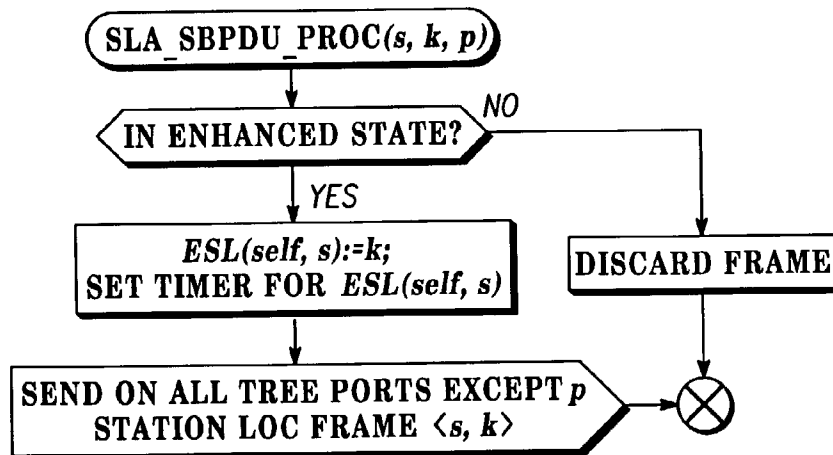 SLA_SBPDU_PROC(s, k, p)
NO
IN ENHANCED STATE?
YES
ESL(self, s):=k;
SET TIMER FOR ESL(self, s)
DISCARD FRAME
SEND ON ALL TREE PORTS EXCEPT p
STATION LOC FRAME ⟨s, k⟩